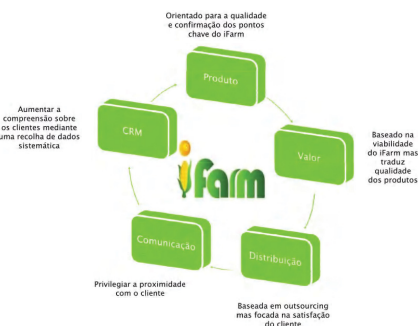 Orientado para a qualidade
e confirmação dos pontos
chave do iFarm
Produto
Aumentar a
compreensão sobre
os clientes mediante
uma recolha de dados
sistemática
CRM
Valor
Baseado na
viabilidade
do iFarm mas
traduz
qualidade
dos produtos
iFarm
Comunicação
Distribuição
Privilegiar a proximidade
com o cliente
Baseada em outsourcing
mas focada na satisfação
do cliente